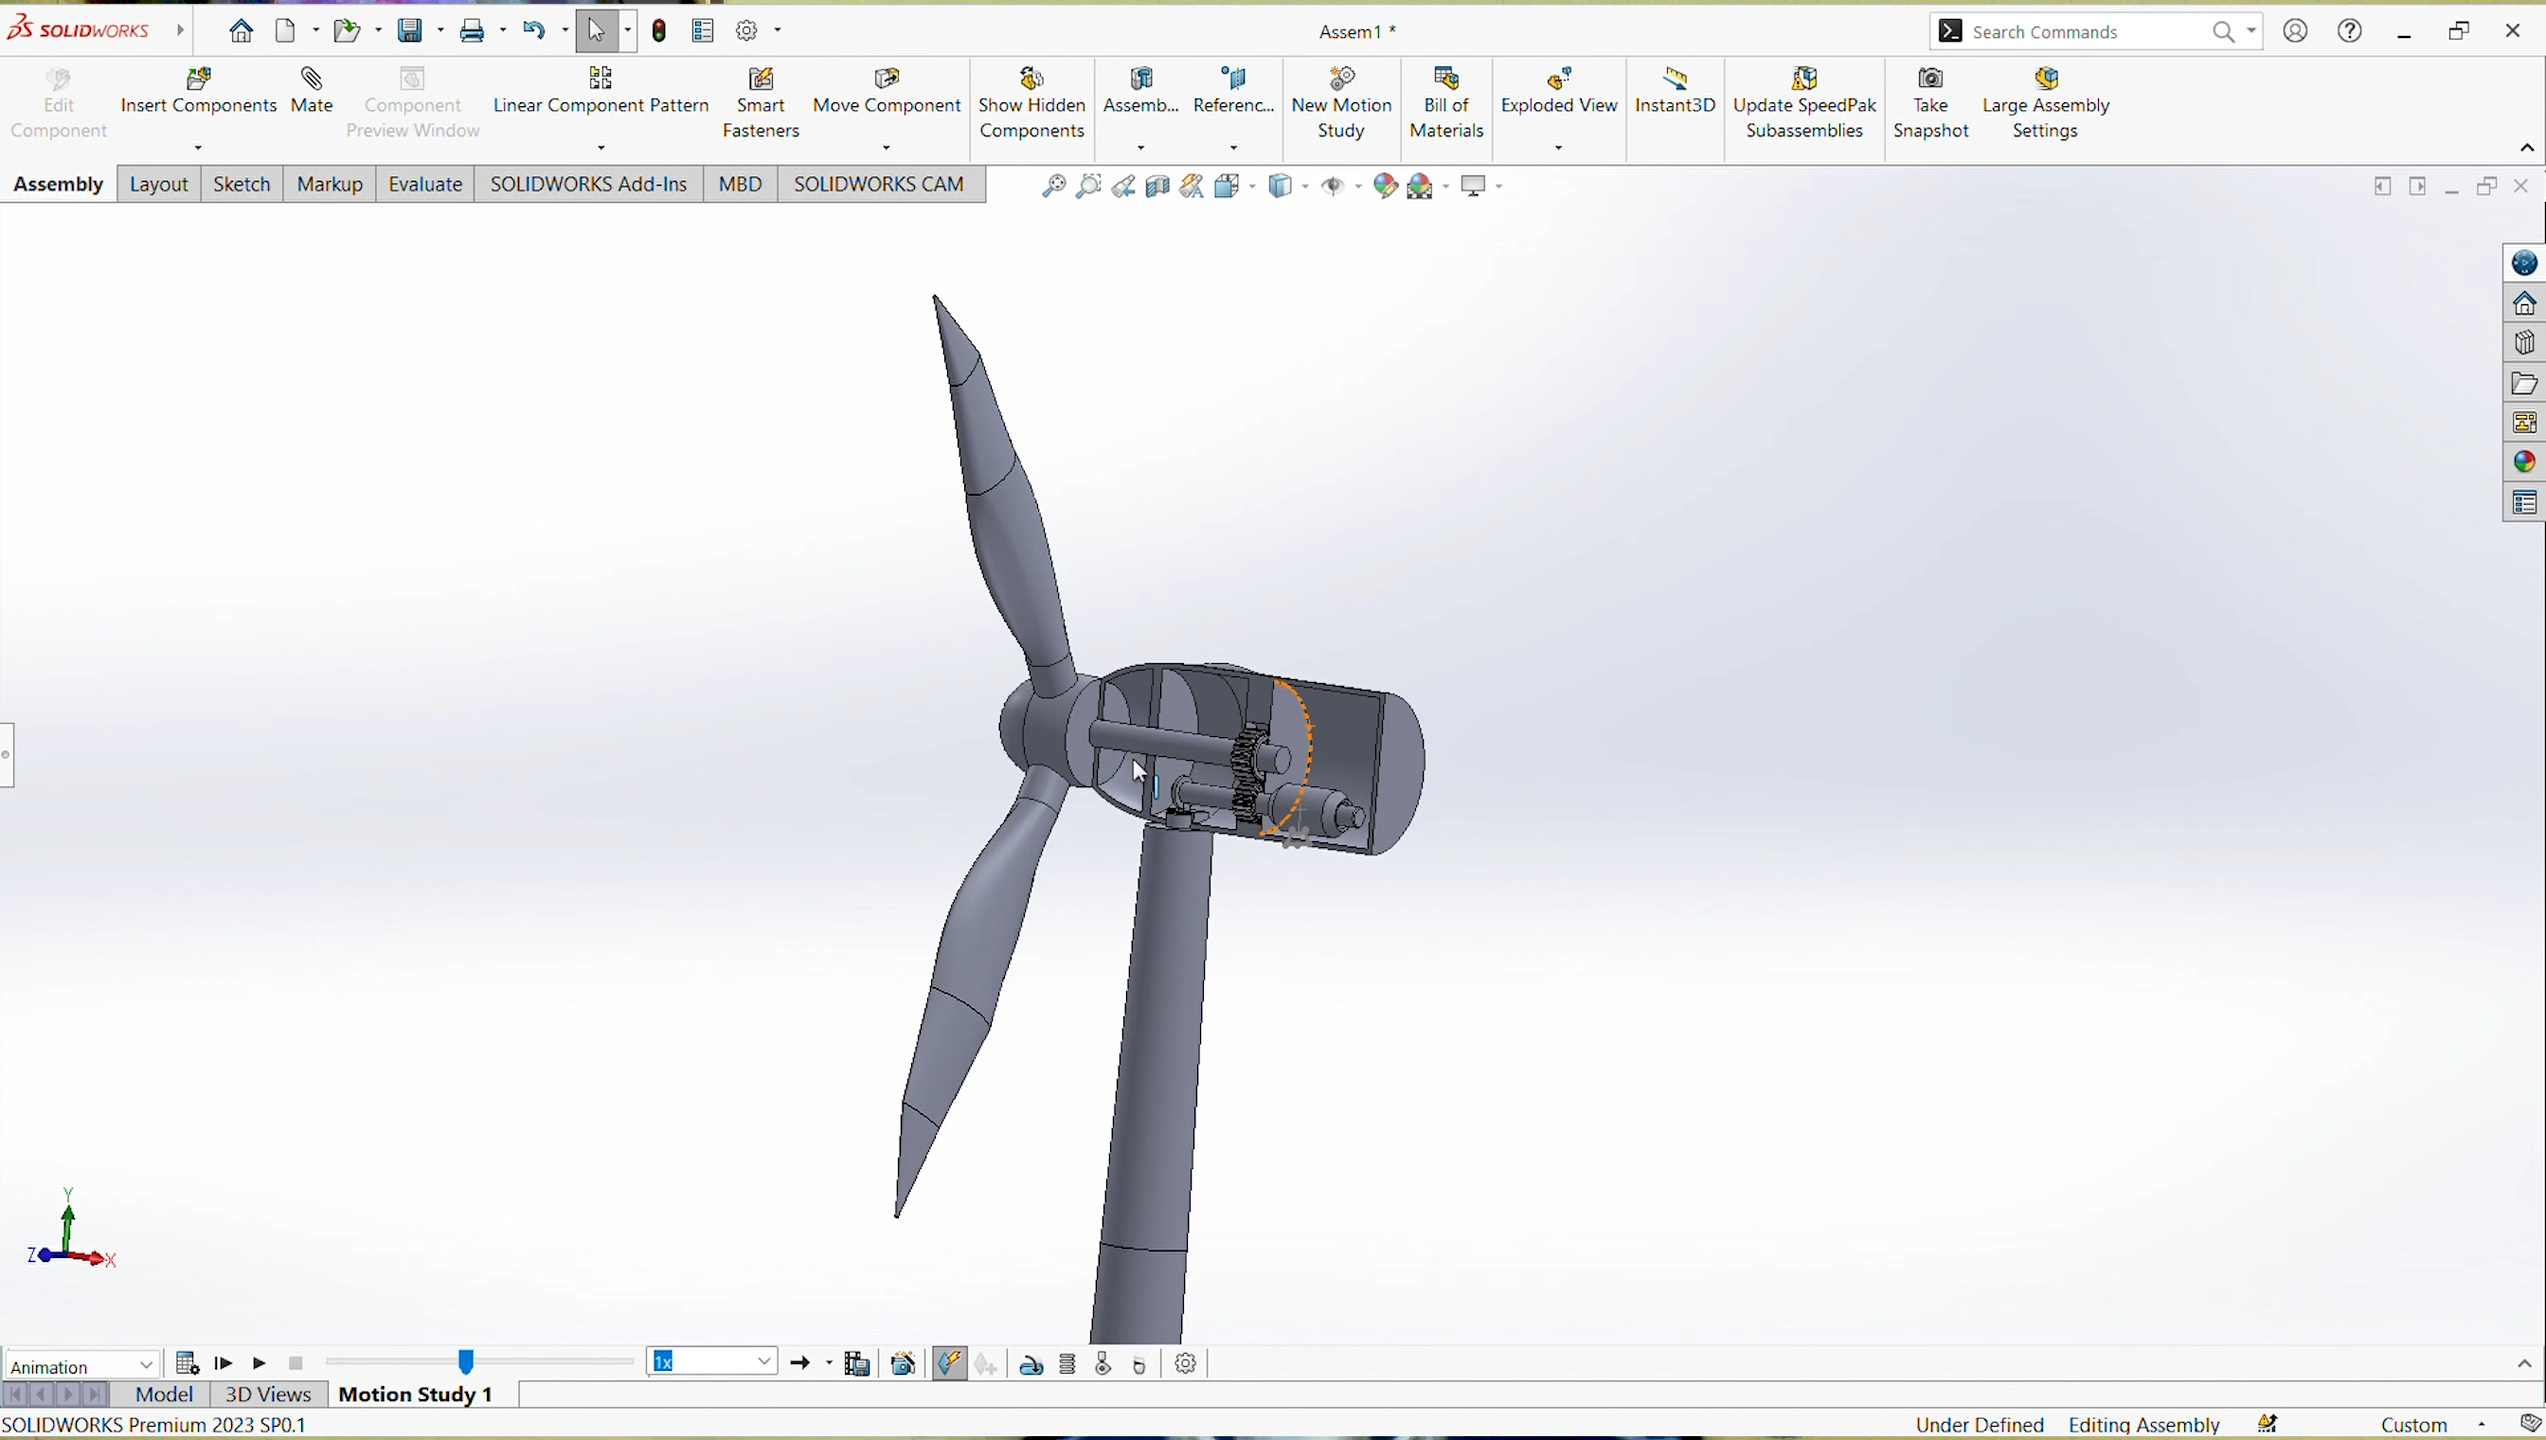 SOLIDWORKS
Assem1 *
Search Commands
Edit Component
Insert Components
Mate
Component Preview Window
Linear Component Pattern
Smart Fasteners
Move Component
Show Hidden Components
Assemb...
Referenc...
New Motion Study
Bill of Materials
Exploded View
Instant3D
Update SpeedPak Subassemblies
Take Snapshot
Large Assembly Settings
Assembly
Layout
Sketch
Markup
Evaluate
SOLIDWORKS Add-Ins
MBD
SOLIDWORKS CAM
Y
Z
X
Animation
1x
Model
3D Views
Motion Study 1
SOLIDWORKS Premium 2023 SP0.1
Under Defined
Editing Assembly
Custom